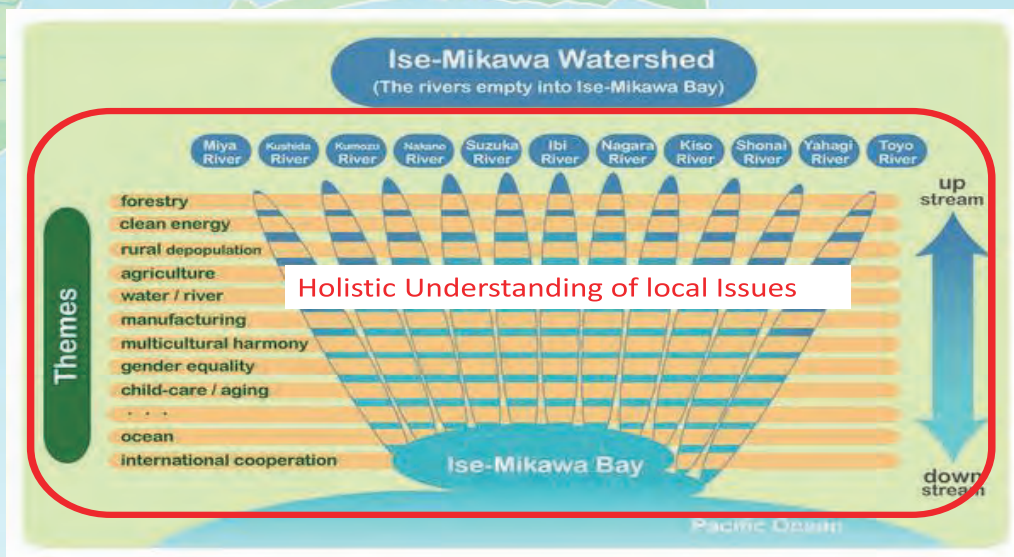 Ise-Mikawa Watershed
(The rivers empty into Ise-Mikawa Bay)
Miya River
Kushida River
Kumozu River
Nakano River
Suzuka River
Ibi River
Nagara River
Kiso River
Shonai River
Yahagi River
Toyo River
up
stream
Themes
forestry
clean energy
rural depopulation
agriculture
water / river
manufacturing
multicultural harmony
gender equality
child-care / aging
. . .
ocean
international cooperation
Holistic Understanding of local Issues
Ise-Mikawa Bay
down
stream
Pacific Ocean